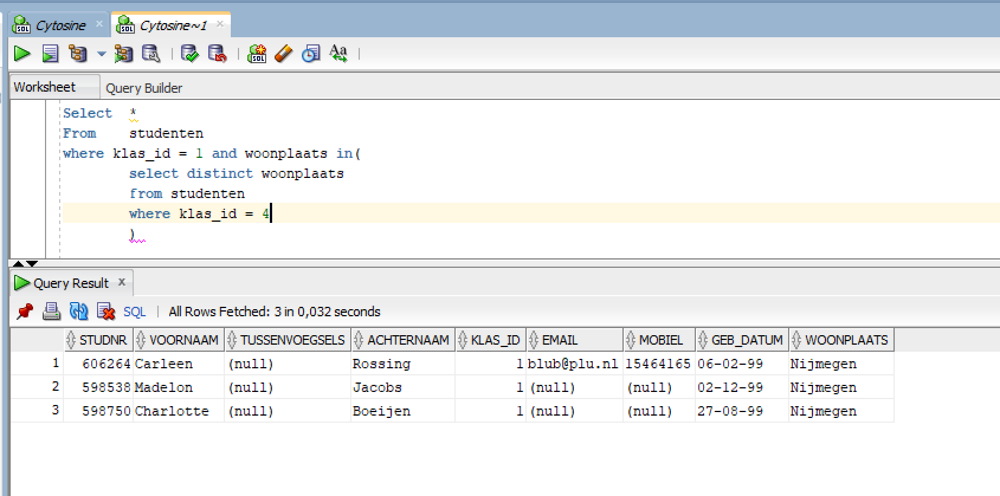 Cytosine Cytosine~1
Worksheet Query Builder
Select *
From studenten
where klas_id = 1 and woonplaats in(
select distinct woonplaats
from studenten
where klas_id = 4
)
Query Result
SQL All Rows Fetched: 3 in 0,032 seconds
STUDNR VOORNAAM TUSSENVOEGSELS ACHTERNAAM KLAS_ID EMAIL MOBIEL GEB_DATUM WOONPLAATS
1 606264 Carleen (null) Rossing 1 blub@plu.nl 15464165 06-02-99 Nijmegen
2 598538 Madelon (null) Jacobs 1 (null) (null) 02-12-99 Nijmegen
3 598750 Charlotte (null) Boeijen 1 (null) (null) 27-08-99 Nijmegen